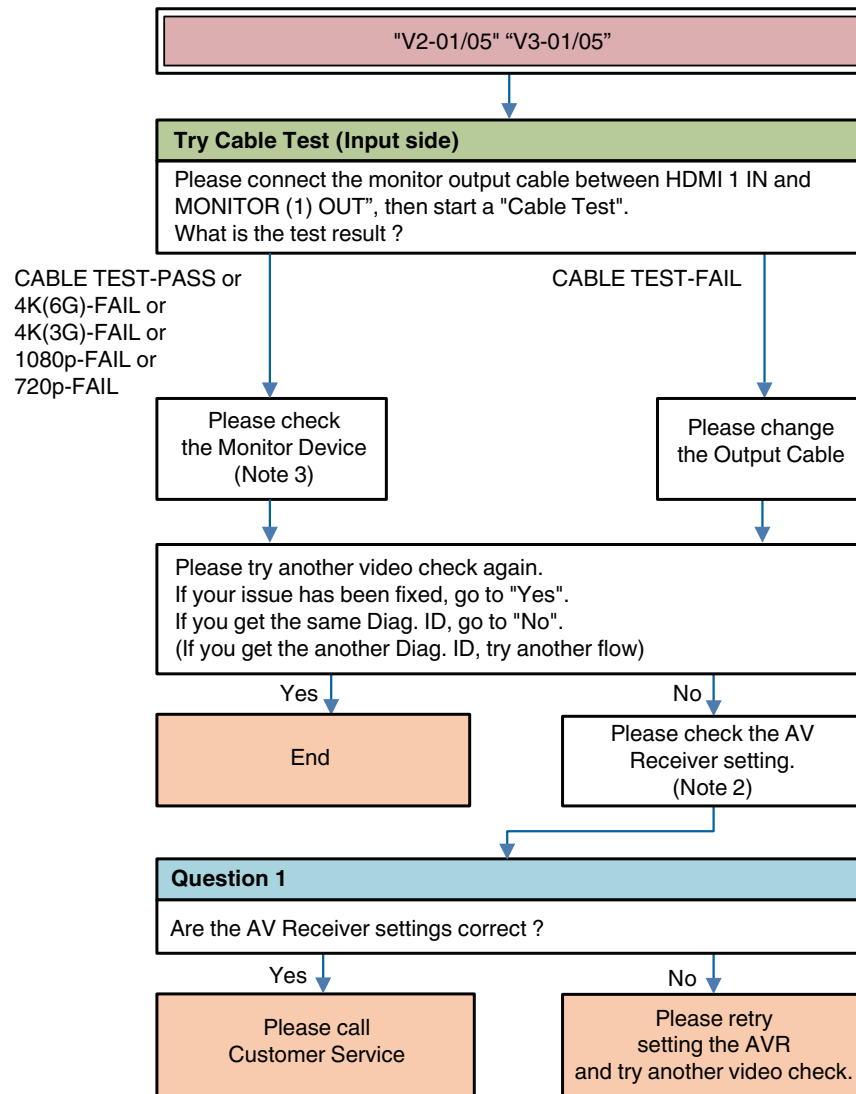 "V2-01/05" “V3-01/05”
Try Cable Test (Input side)
Please connect the monitor output cable between HDMI 1 IN and
MONITOR (1) OUT”, then start a "Cable Test".
What is the test result ?
CABLE TEST-PASS or
4K(6G)-FAIL or
4K(3G)-FAIL or
1080p-FAIL or
720p-FAIL
CABLE TEST-FAIL
Please check
the Monitor Device
(Note 3)
Please change
the Output Cable
Please try another video check again.
If your issue has been fixed, go to "Yes".
If you get the same Diag. ID, go to "No".
(If you get the another Diag. ID, try another flow)
Yes
No
End
Please check the AV
Receiver setting.
(Note 2)
Question 1
Are the AV Receiver settings correct ?
Yes
No
Please call
Customer Service
Please retry
setting the AVR
and try another video check.